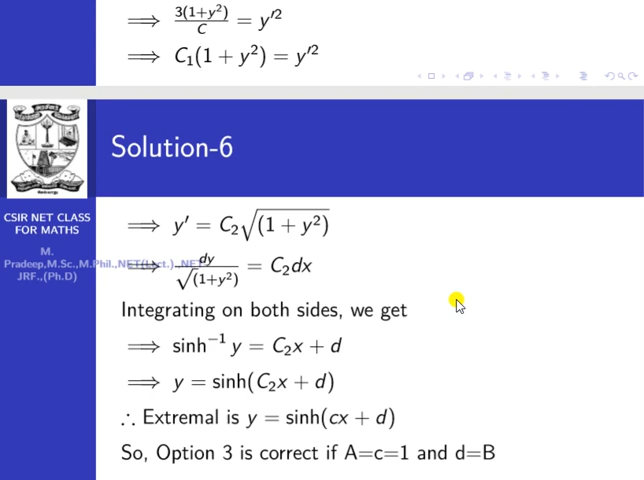 ⟹ 3(1+y²)/C = y′²
⟹ C₁(1 + y²) = y′²
Solution-6
CSIR NET CLASS
FOR MATHS
M.
Pradeep,M.Sc.,M.Phil.,NET(Lect.).,NET
JRF.,(Ph.D)
⟹ y′ = C₂√(1 + y²)
⟹ dy/√(1+y²) = C₂dx
Integrating on both sides, we get
⟹ sinh⁻¹ y = C₂x + d
⟹ y = sinh(C₂x + d)
∴ Extremal is y = sinh(cx + d)
So, Option 3 is correct if A=c=1 and d=B